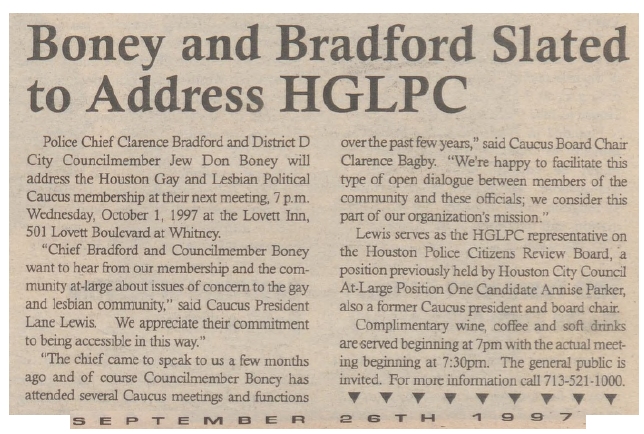 Boney and Bradford Slated
to Address HGLPC
Police Chief Clarence Bradford and District D
City Councilmember Jew Don Boney will
address the Houston Gay and Lesbian Political
Caucus membership at their next meeting, 7 p.m.
Wednesday, October 1, 1997 at the Lovett Inn,
501 Lovett Boulevard at Whitney.
"Chief Bradford and Councilmember Boney
want to hear from our membership and the com-
munity at-large about issues of concern to the gay
and lesbian community," said Caucus President
Lane Lewis. We appreciate their commitment
to being accessible in this way."
"The chief came to speak to us a few months
ago and of course Councilmember Boney has
attended several Caucus meetings and functions
over the past few years," said Caucus Board Chair
Clarence Bagby. "We're happy to facilitate this
type of open dialogue between members of the
community and these officials; we consider this
part of our organization's mission."
Lewis serves as the HGLPC representative on
the Houston Police Citizens Review Board, a
position previously held by Houston City Council
At-Large Position One Candidate Annise Parker,
also a former Caucus president and board chair.
Complimentary wine, coffee and soft drinks
are served beginning at 7pm with the actual meet-
ing beginning at 7:30pm. The general public is
invited. For more information call 713-521-1000.
SEPTEMBER 26TH 1997